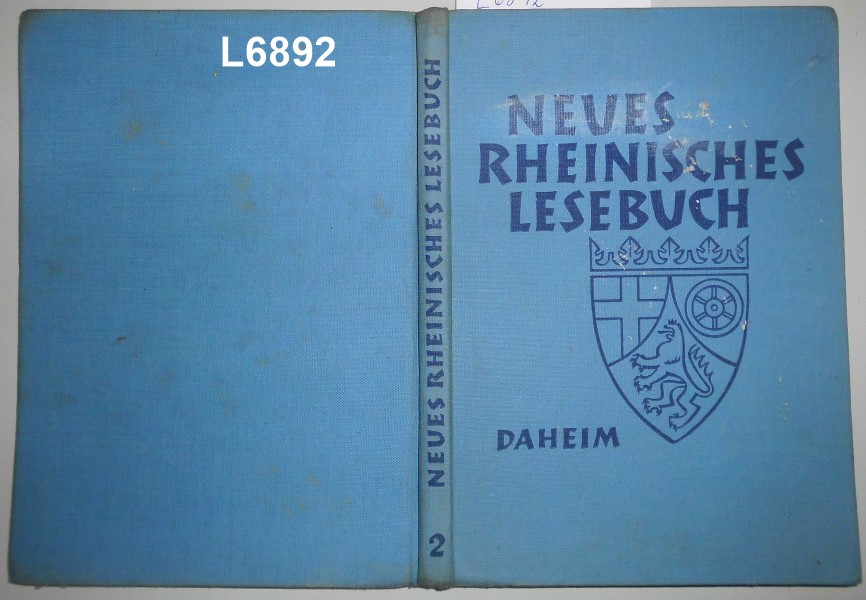 L6892
NEUES RHEINISCHES LESEBUCH
2
NEUES
RHEINISCHES
LESEBUCH
DAHEIM